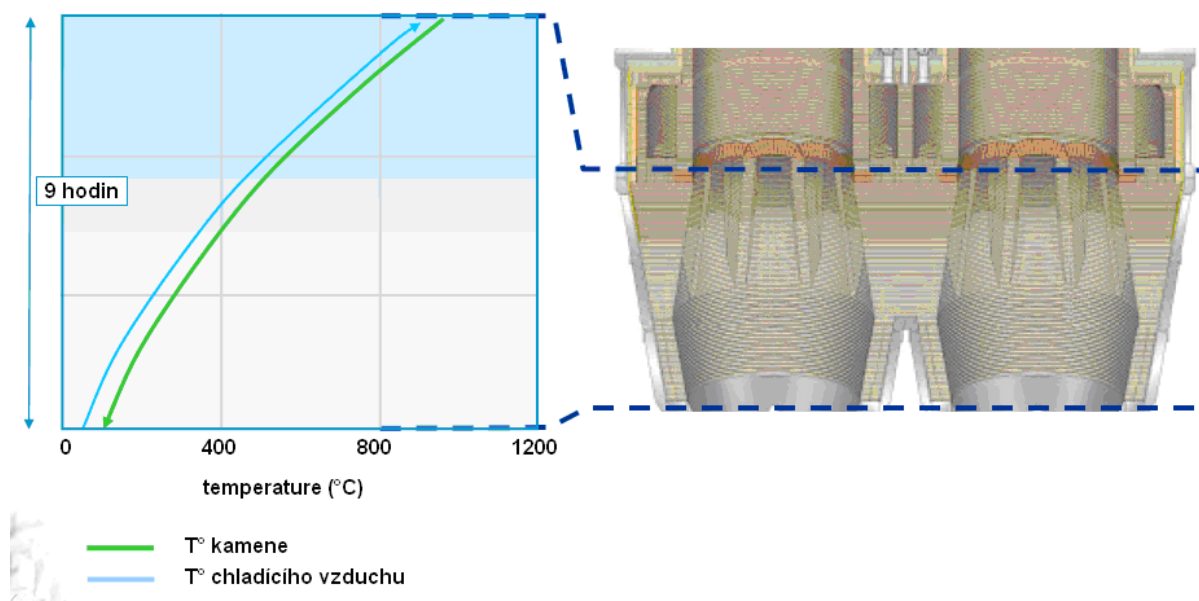 9 hodin
0 400 800 1200
temperature (°C)
T° kamene
T° chladícího vzduchu